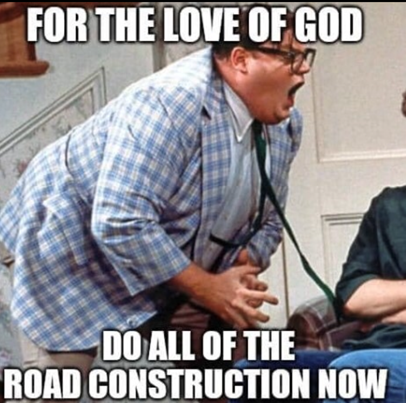 FOR THE LOVE OF GOD
DO ALL OF THE
ROAD CONSTRUCTION NOW